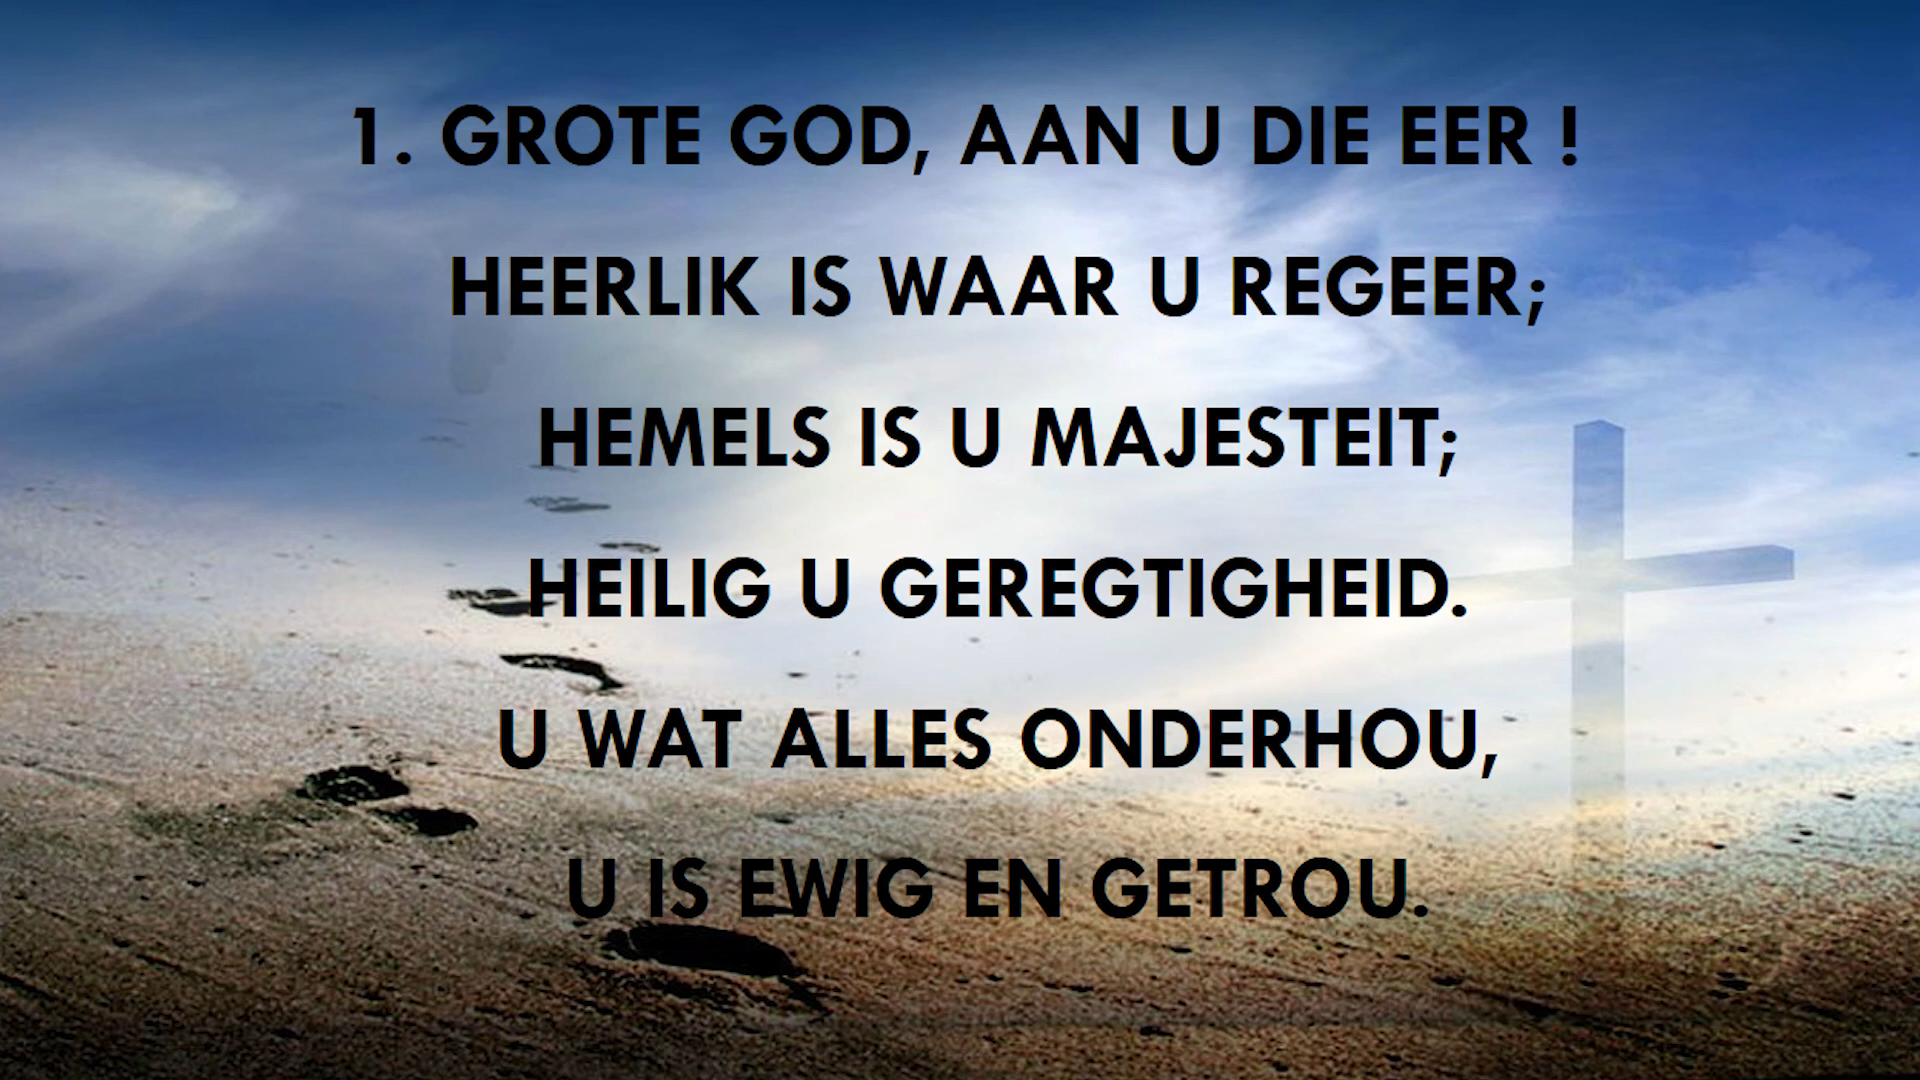 1. GROTE GOD, AAN U DIE EER !
HEERLIK IS WAAR U REGEER;
HEMELS IS U MAJESTEIT;
HEILIG U GEREGTIGHEID.
U WAT ALLES ONDERHOU,
U IS EWIG EN GETROU.